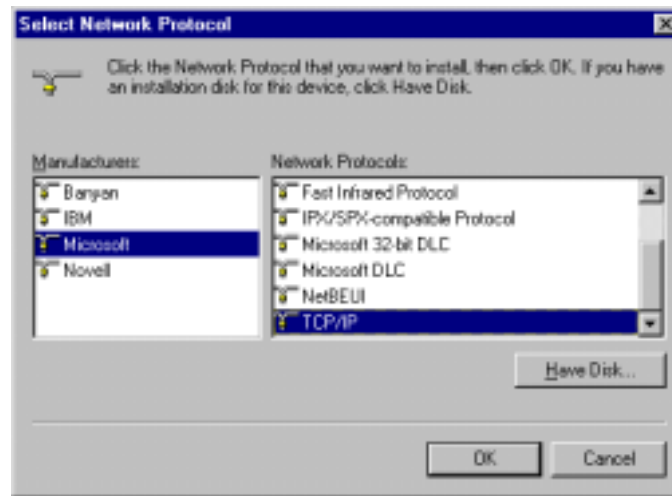 Select Network Protocol
Click the Network Protocol that you want to install, then click OK. If you have
an installation disk for this device, click Have Disk.
Manufacturers:
Banyan
IBM
Microsoft
Novell
Network Protocols:
Fast Infrared Protocol
IPX/SPX-compatible Protocol
Microsoft 32-bit DLC
Microsoft DLC
NetBEUI
TCP/IP
Have Disk...
OK
Cancel